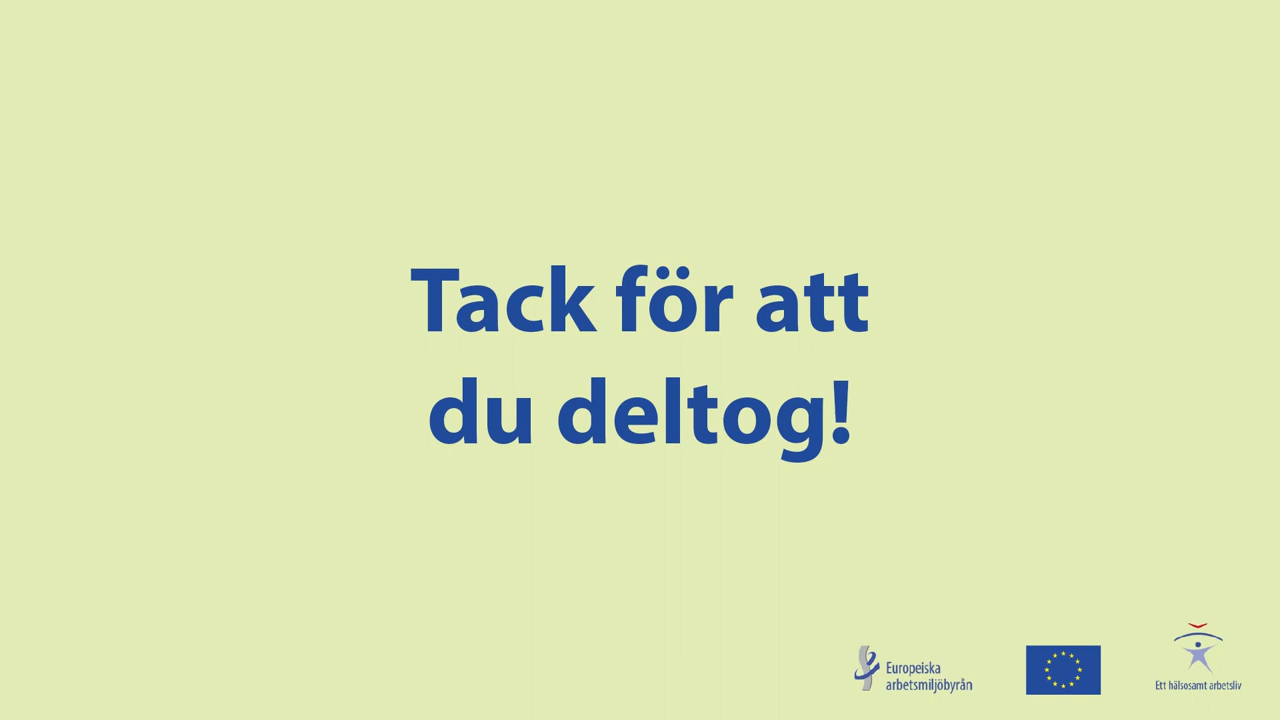 Tack för att
du deltog!
Europeiska
arbetsmiljöbyrån
Ett hälsosamt arbetsliv